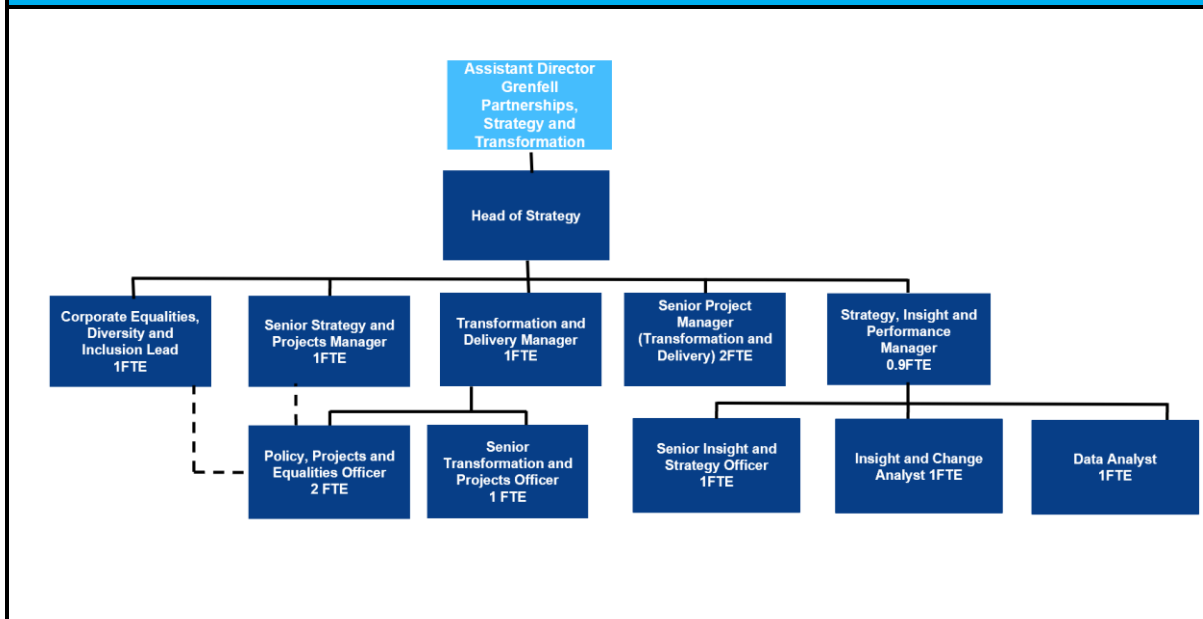 Assistant Director
Grenfell
Partnerships,
Strategy and
Transformation
Head of Strategy
Corporate Equalities,
Diversity and
Inclusion Lead
1FTE
Senior Strategy and
Projects Manager
1FTE
Transformation and
Delivery Manager
1FTE
Senior Project
Manager
(Transformation and
Delivery) 2FTE
Strategy, Insight and
Performance
Manager
0.9FTE
Policy, Projects and
Equalities Officer
2 FTE
Senior
Transformation and
Projects Officer
1 FTE
Senior Insight and
Strategy Officer
1FTE
Insight and Change
Analyst 1FTE
Data Analyst
1FTE